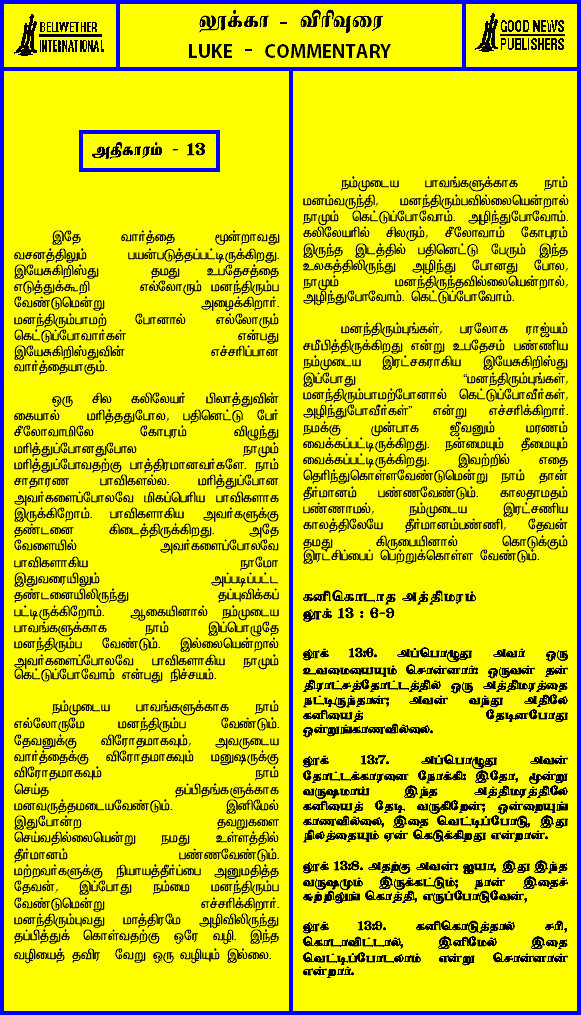 BELIWETHER
INTERNATIONAL
லூக்கா - விரிவுரை
LUKE - COMMENTARY
GOOD NEWS
PUBLISHERS
அதிகாரம் - 13
இதே வார்த்தை மூன்றாவது
வசனத்திலும் பயன்படுத்தப்பட்டிருக்கிறது.
இயேசுகிறிஸ்து தமது உபதேசத்தை
எடுத்துக்கூறி எல்லோரும் மனந்திரும்ப
வேண்டுமென்று அழைக்கிறார்.
மனந்திரும்பாமற் போனால் எல்லோரும்
கெட்டுப்போவார்கள் என்பது
இயேசுகிறிஸ்துவின் எச்சரிப்பான
வார்த்தையாகும்.
ஒரு சில கலிலேயர் பிலாத்துவின்
கையால் மரித்ததுபோல, பதினெட்டு பேர்
சீலோவாமிலே கோபுரம் விழுந்து
மரித்துப்போனதுபோல நாமும்
மரித்துப்போவதற்கு பாத்திரமானவர்களே. நாம்
சாதாரண பாவிகளல்ல. மரித்துப்போன
அவர்களைப்போலவே மிகப்பெரிய பாவிகளாக
இருக்கிறோம். பாவிகளாகிய அவர்களுக்கு
தண்டனை கிடைத்திருக்கிறது. அதே
வேளையில் அவர்களைப்போலவே
பாவிகளாகிய நாமோ
இதுவரையிலும் அப்படிப்பட்ட
தண்டனையிலிருந்து தப்புவிக்கப்
பட்டிருக்கிறோம். ஆகையினால் நம்முடைய
பாவங்களுக்காக நாம் இப்பொழுதே
மனந்திரும்ப வேண்டும். இல்லையென்றால்
அவர்களைப்போலவே பாவிகளாகிய நாமும்
கெட்டுப்போவோம் என்பது நிச்சயம்.
நம்முடைய பாவங்களுக்காக நாம்
எல்லோருமே மனந்திரும்ப வேண்டும்.
தேவனுக்கு விரோதமாகவும், அவருடைய
வார்த்தைக்கு விரோதமாகவும் மனுஷருக்கு
விரோதமாகவும் நாம்
செய்த தப்பிதங்களுக்காக
மனவருத்தமடையவேண்டும். இனிமேல்
இதுபோன்ற தவறுகளை
செய்வதில்லையென்று நமது உள்ளத்தில்
தீர்மானம் பண்ணவேண்டும்.
மற்றவர்களுக்கு நியாயத்தீர்ப்பை அனுமதித்த
தேவன், இப்போது நம்மை மனந்திரும்ப
வேண்டுமென்று எச்சரிக்கிறார்.
மனந்திரும்புவது மாத்திரமே அழிவிலிருந்து
தப்பித்துக் கொள்வதற்கு ஒரே வழி. இந்த
வழியைத் தவிர வேறு ஒரு வழியும் இல்லை.
நம்முடைய பாவங்களுக்காக நாம்
மனம்வருந்தி, மனந்திரும்பவில்லையென்றால்
நாமும் கெட்டுப்போவோம். அழிந்துபோவோம்.
கலிலேயரில் சிலரும், சீலோவாம் கோபுரம்
இருந்த இடத்தில் பதினெட்டு பேரும் இந்த
உலகத்திலிருந்து அழிந்து போனது போல,
நாமும் மனந்திருந்தவில்லையென்றால்,
அழிந்துபோவோம். கெட்டுப்போவோம்.
மனந்திரும்புங்கள், பரலோக ராஜ்யம்
சமீபித்திருக்கிறது என்று உபதேசம் பண்ணிய
நம்முடைய இரட்சகராகிய இயேசுகிறிஸ்து
இப்போது "மனந்திரும்புங்கள்,
மனந்திரும்பாமற்போனால் கெட்டுப்போவீர்கள்,
அழிந்துபோவீர்கள்" என்று எச்சரிக்கிறார்.
நமக்கு முன்பாக ஜீவனும் மரணம்
வைக்கப்பட்டிருக்கிறது. நன்மையும் தீமையும்
வைக்கப்பட்டிருக்கிறது. இவற்றில் எதை
தெரிந்துகொள்ளவேண்டுமென்று நாம் தான்
தீர்மானம் பண்ணவேண்டும். காலதாமதம்
பண்ணாமல், நம்முடைய இரட்சணிய
காலத்திலேயே தீர்மானம்பண்ணி, தேவன்
தமது கிருபையினால் கொடுக்கும்
இரட்சிப்பைப் பெற்றுக்கொள்ள வேண்டும்.
கனிகொடாத அத்திமரம்
லூக் 13 : 6-9
லூக் 13:6. அப்பொழுது அவர் ஒரு
உவமையையும் சொன்னார்: ஒருவன் தன்
திராட்சத்தோட்டத்தில் ஒரு அத்திமரத்தை
நட்டிருந்தான்; அவன் வந்து அதிலே
கனியைத் தேடினபோது
ஒன்றுங்காணவில்லை.
லூக் 13:7. அப்பொழுது அவன்
தோட்டக்காரனை நோக்கி: இதோ, மூன்று
வருஷமாய் இந்த அத்திமரத்திலே
கனியைத் தேடி வருகிறேன்; ஒன்றையுங்
காணவில்லை, இதை வெட்டிப்போடு, இது
நிலத்தையும் ஏன் கெடுக்கிறது என்றான்.
லூக் 13:8. அதற்கு அவன்: ஐயா, இது இந்த
வருஷமும் இருக்கட்டும்; நான் இதைச்
சுற்றிலுங் கொத்தி, எருப்போடுவேன்,
லூக் 13:9. கனிகொடுத்தால் சரி,
கொடாவிட்டால், இனிமேல் இதை
வெட்டிப்போடலாம் என்று சொன்னான்
என்றார்.